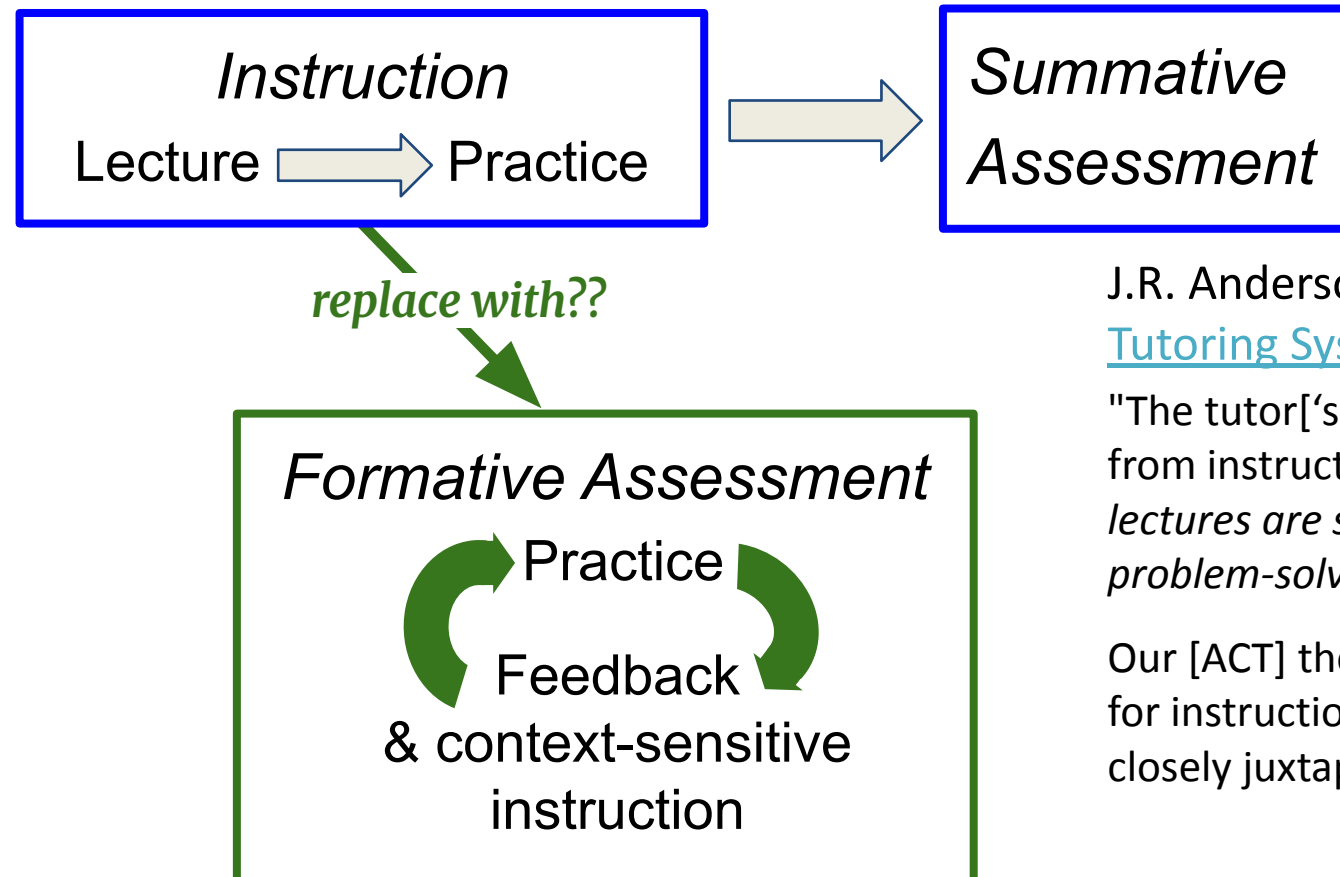 Instruction
Lecture Practice
Summative
Assessment
replace with??
Formative Assessment
Practice
Feedback
& context-sensitive
instruction
J.R. Anderso
Tutoring Sys
"The tutor[‘s
from instruct
lectures are s
problem-solv
Our [ACT] the
for instructio
closely juxtap